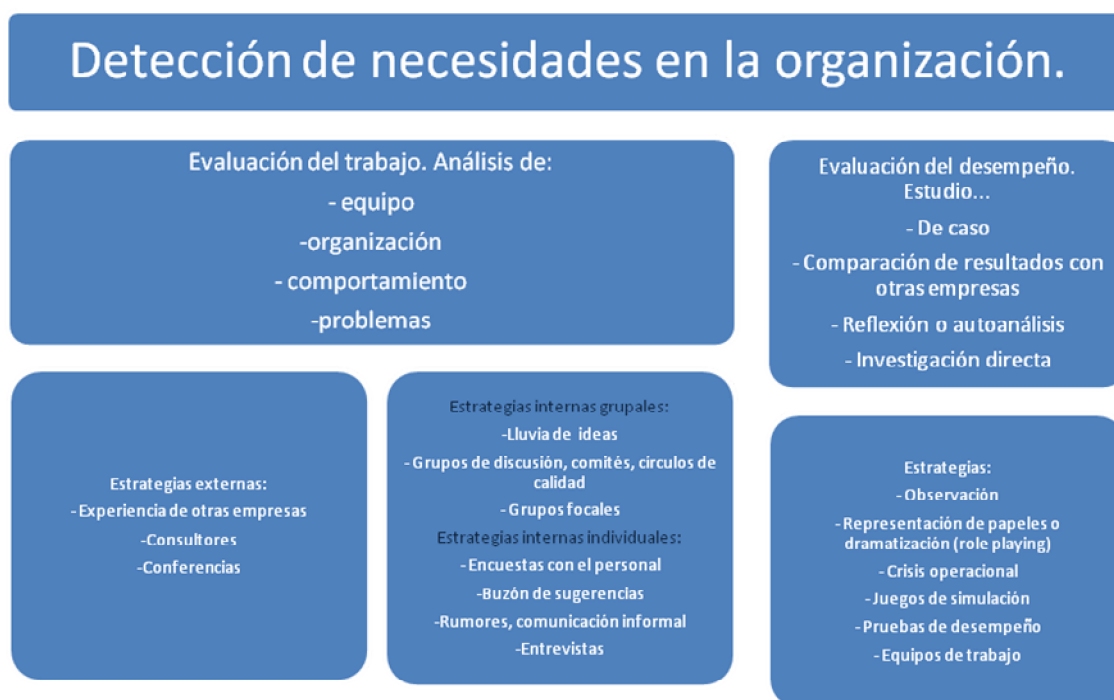 Detección de necesidades en la organización.
Evaluación del trabajo. Análisis de:
- equipo
-organización
- comportamiento
-problemas
Evaluación del desempeño.
Estudio...
- De caso
- Comparación de resultados con
otras empresas
- Reflexión o autoanálisis
- Investigación directa
Estrategias externas:
- Experiencia de otras empresas
-Consultores
-Conferencias
Estrategias internas grupales:
-Lluvia de ideas
- Grupos de discusión, comités, círculos de
calidad
- Grupos focales
Estrategias internas individuales:
- Encuestas con el personal
-Buzón de sugerencias
-Rumores, comunicación informal
-Entrevistas
Estrategias:
- Observación
-Representación de papeles o
dramatización (role playing)
- Crisis operacional
- Juegos de simulación
- Pruebas de desempeño
- Equipos de trabajo